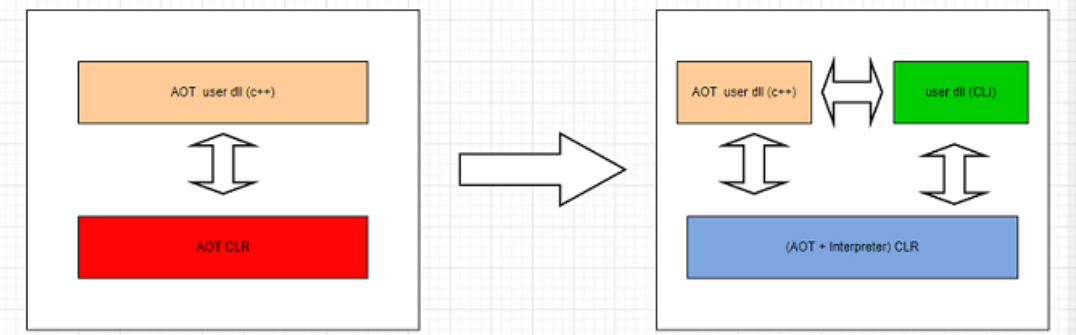 AOT user dll (c++)
AOT CLR
AOT user dll (c++)
user dll (CLI)
(AOT + Interpreter) CLR